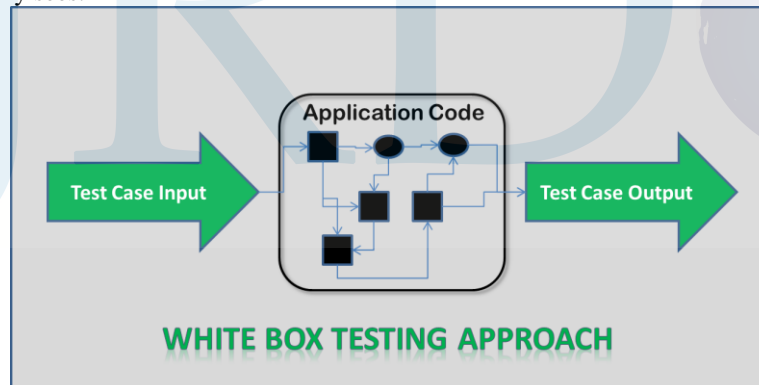 Application Code
Test Case Input
Test Case Output
WHITE BOX TESTING APPROACH